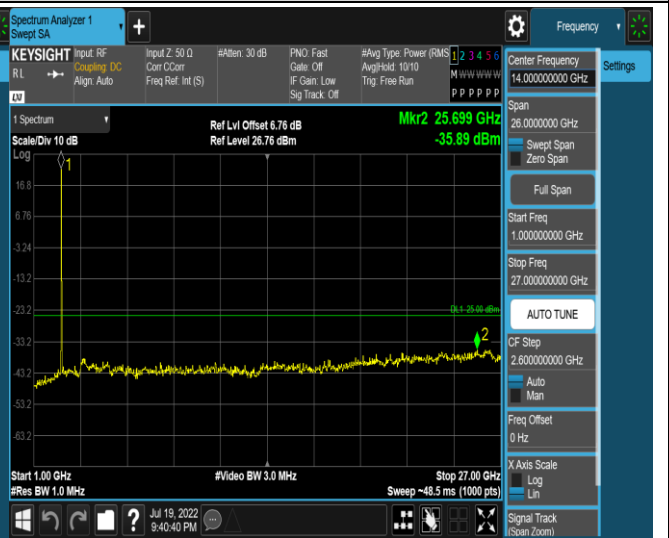 Spectrum Analyzer 1
Swept SA
Frequency
KEYSIGHT
RL
LXI
Input: RF
Coupling: DC
Align: Auto
Input Z: 50 Ω
Corr CCorr
Freq Ref: Int (S)
#Atten: 30 dB
PNO: Fast
Gate: Off
IF Gain: Low
Sig Track: Off
#Avg Type: Power (RMS
Avg|Hold: 10/10
Trig: Free Run
1 2 3 4 5 6
M W W W W W
P P P P P P
1 Spectrum
Scale/Div 10 dB
Log
Ref Lvl Offset 6.76 dB
Ref Level 26.76 dBm
Mkr2 25.699 GHz
-35.89 dBm
1
16.8
6.76
-3.24
-13.2
-23.2
DL1 -25.00 dBm
2
-33.2
-43.2
-53.2
-63.2
Start 1.00 GHz
#Res BW 1.0 MHz
#Video BW 3.0 MHz
Stop 27.00 GHz
Sweep ~48.5 ms (1000 pts)
?
Jul 19, 2022
9:40:40 PM
Center Frequency
14.000000000 GHz
Span
26.0000000 GHz
Swept Span
Zero Span
Full Span
Start Freq
1.000000000 GHz
Stop Freq
27.000000000 GHz
AUTO TUNE
CF Step
2.600000000 GHz
Auto
Man
Freq Offset
0 Hz
X Axis Scale
Log
Lin
Signal Track
(Span Zoom)
Settings